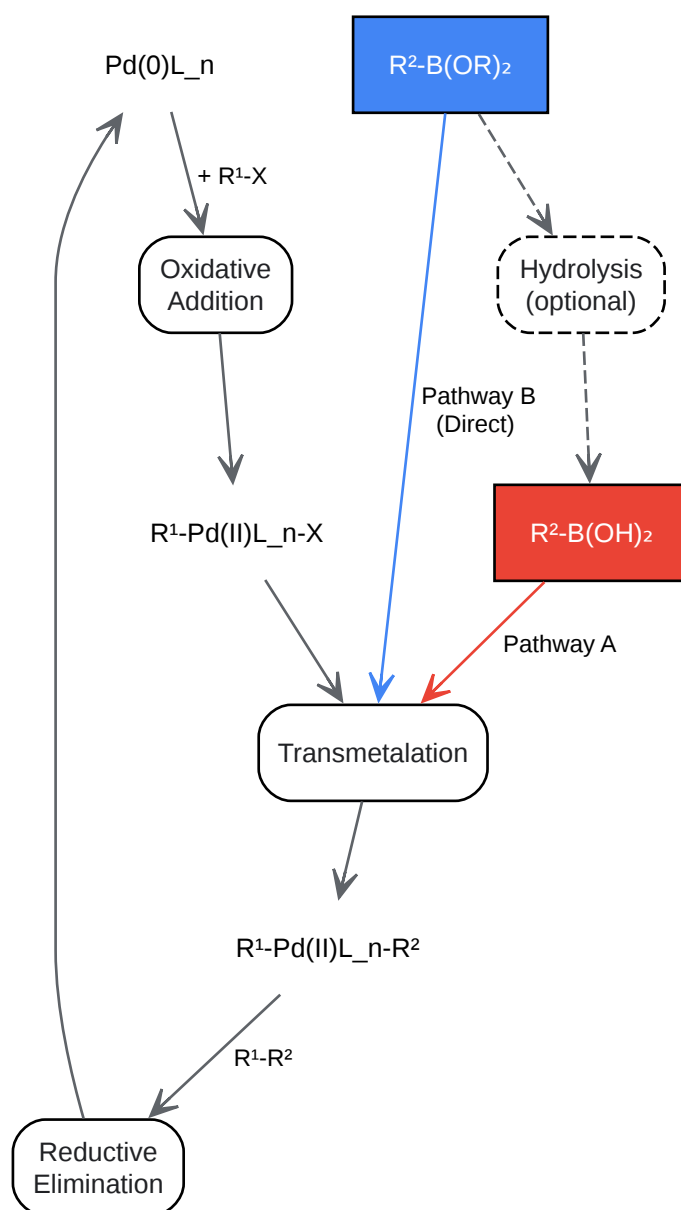 Pd(0)L_n
R²-B(OR)₂
+ R¹-X
Oxidative
Addition
Hydrolysis
(optional)
Pathway B
(Direct)
R¹-Pd(II)L_n-X
R²-B(OH)₂
Pathway A
Transmetalation
R¹-Pd(II)L_n-R²
R¹-R²
Reductive
Elimination